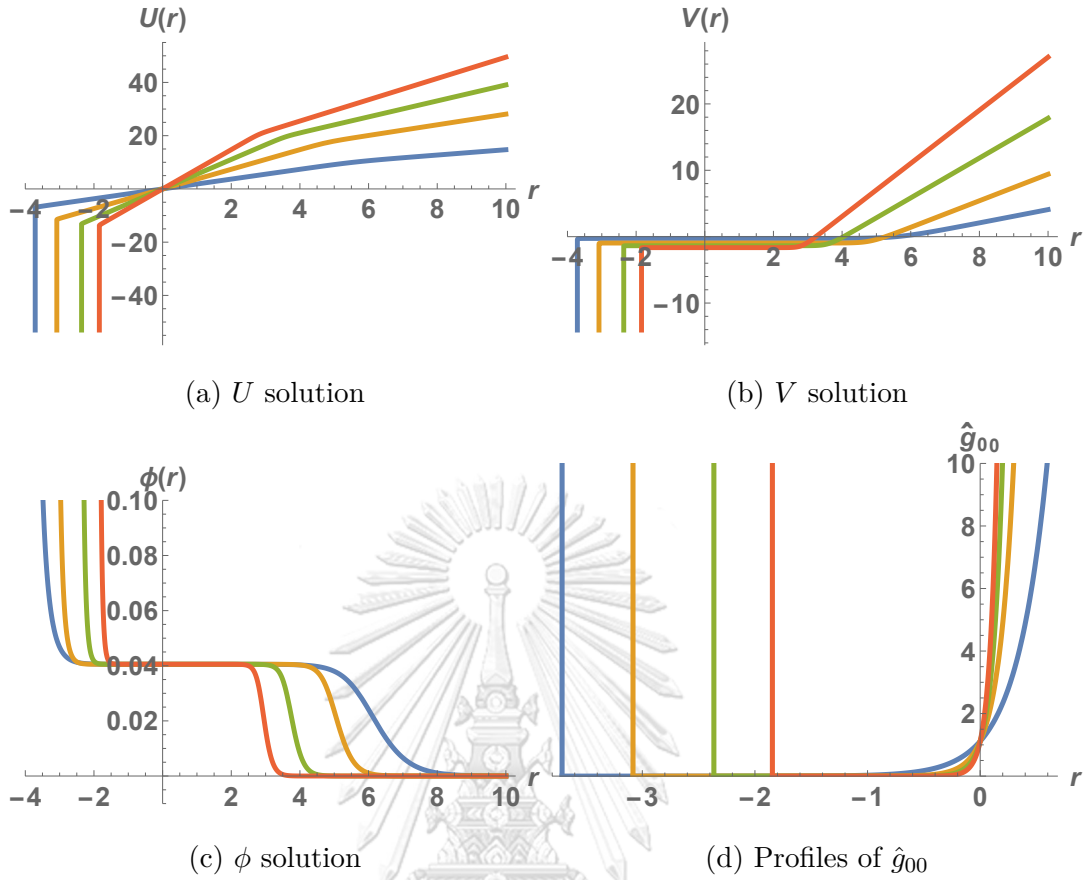 U(r) V(r)
40
20
-4 -2 2 4 6 8 10 r
-20
-40
20
10
-4 -2 2 4 6 8 10 r
-10
(a) U solution (b) V solution
ϕ(r) ĝ00
0.10
0.08
0.06
0.04
0.02
-4 -2 2 4 6 8 10 r
10
8
6
4
2
-3 -2 -1 0 r
(c) ϕ solution (d) Profiles of ĝ00